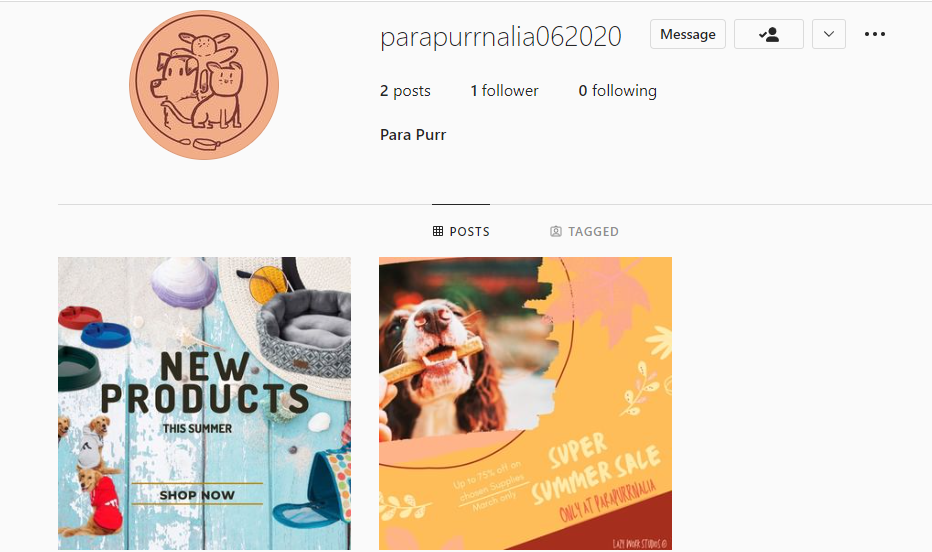 parapurrnalia062020
Message
2 posts
1 follower
0 following
Para Purr
POSTS
TAGGED
NEW
PRODUCTS
THIS SUMMER
SHOP NOW
Up to 75% off on
chosen Supplies
March only
SUPER
SUMMER SALE
ONLY AT PARAPURRNALIA
LAZY WORK STUDIOS ©